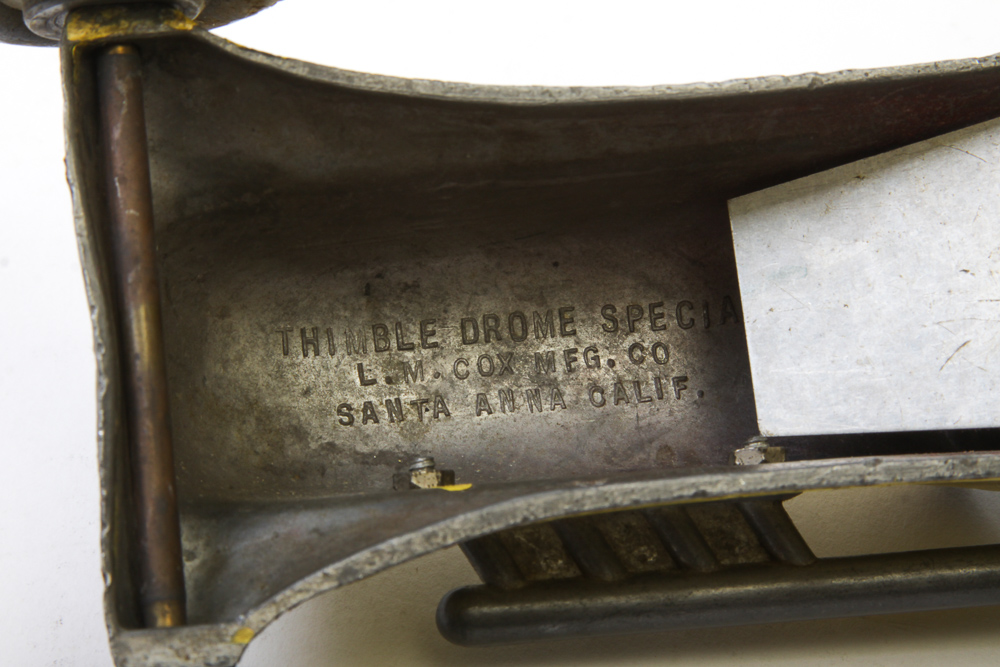 THIMBLE DROME SPECIA
L.M. COX MFG. CO
SANTA ANNA CALIF.